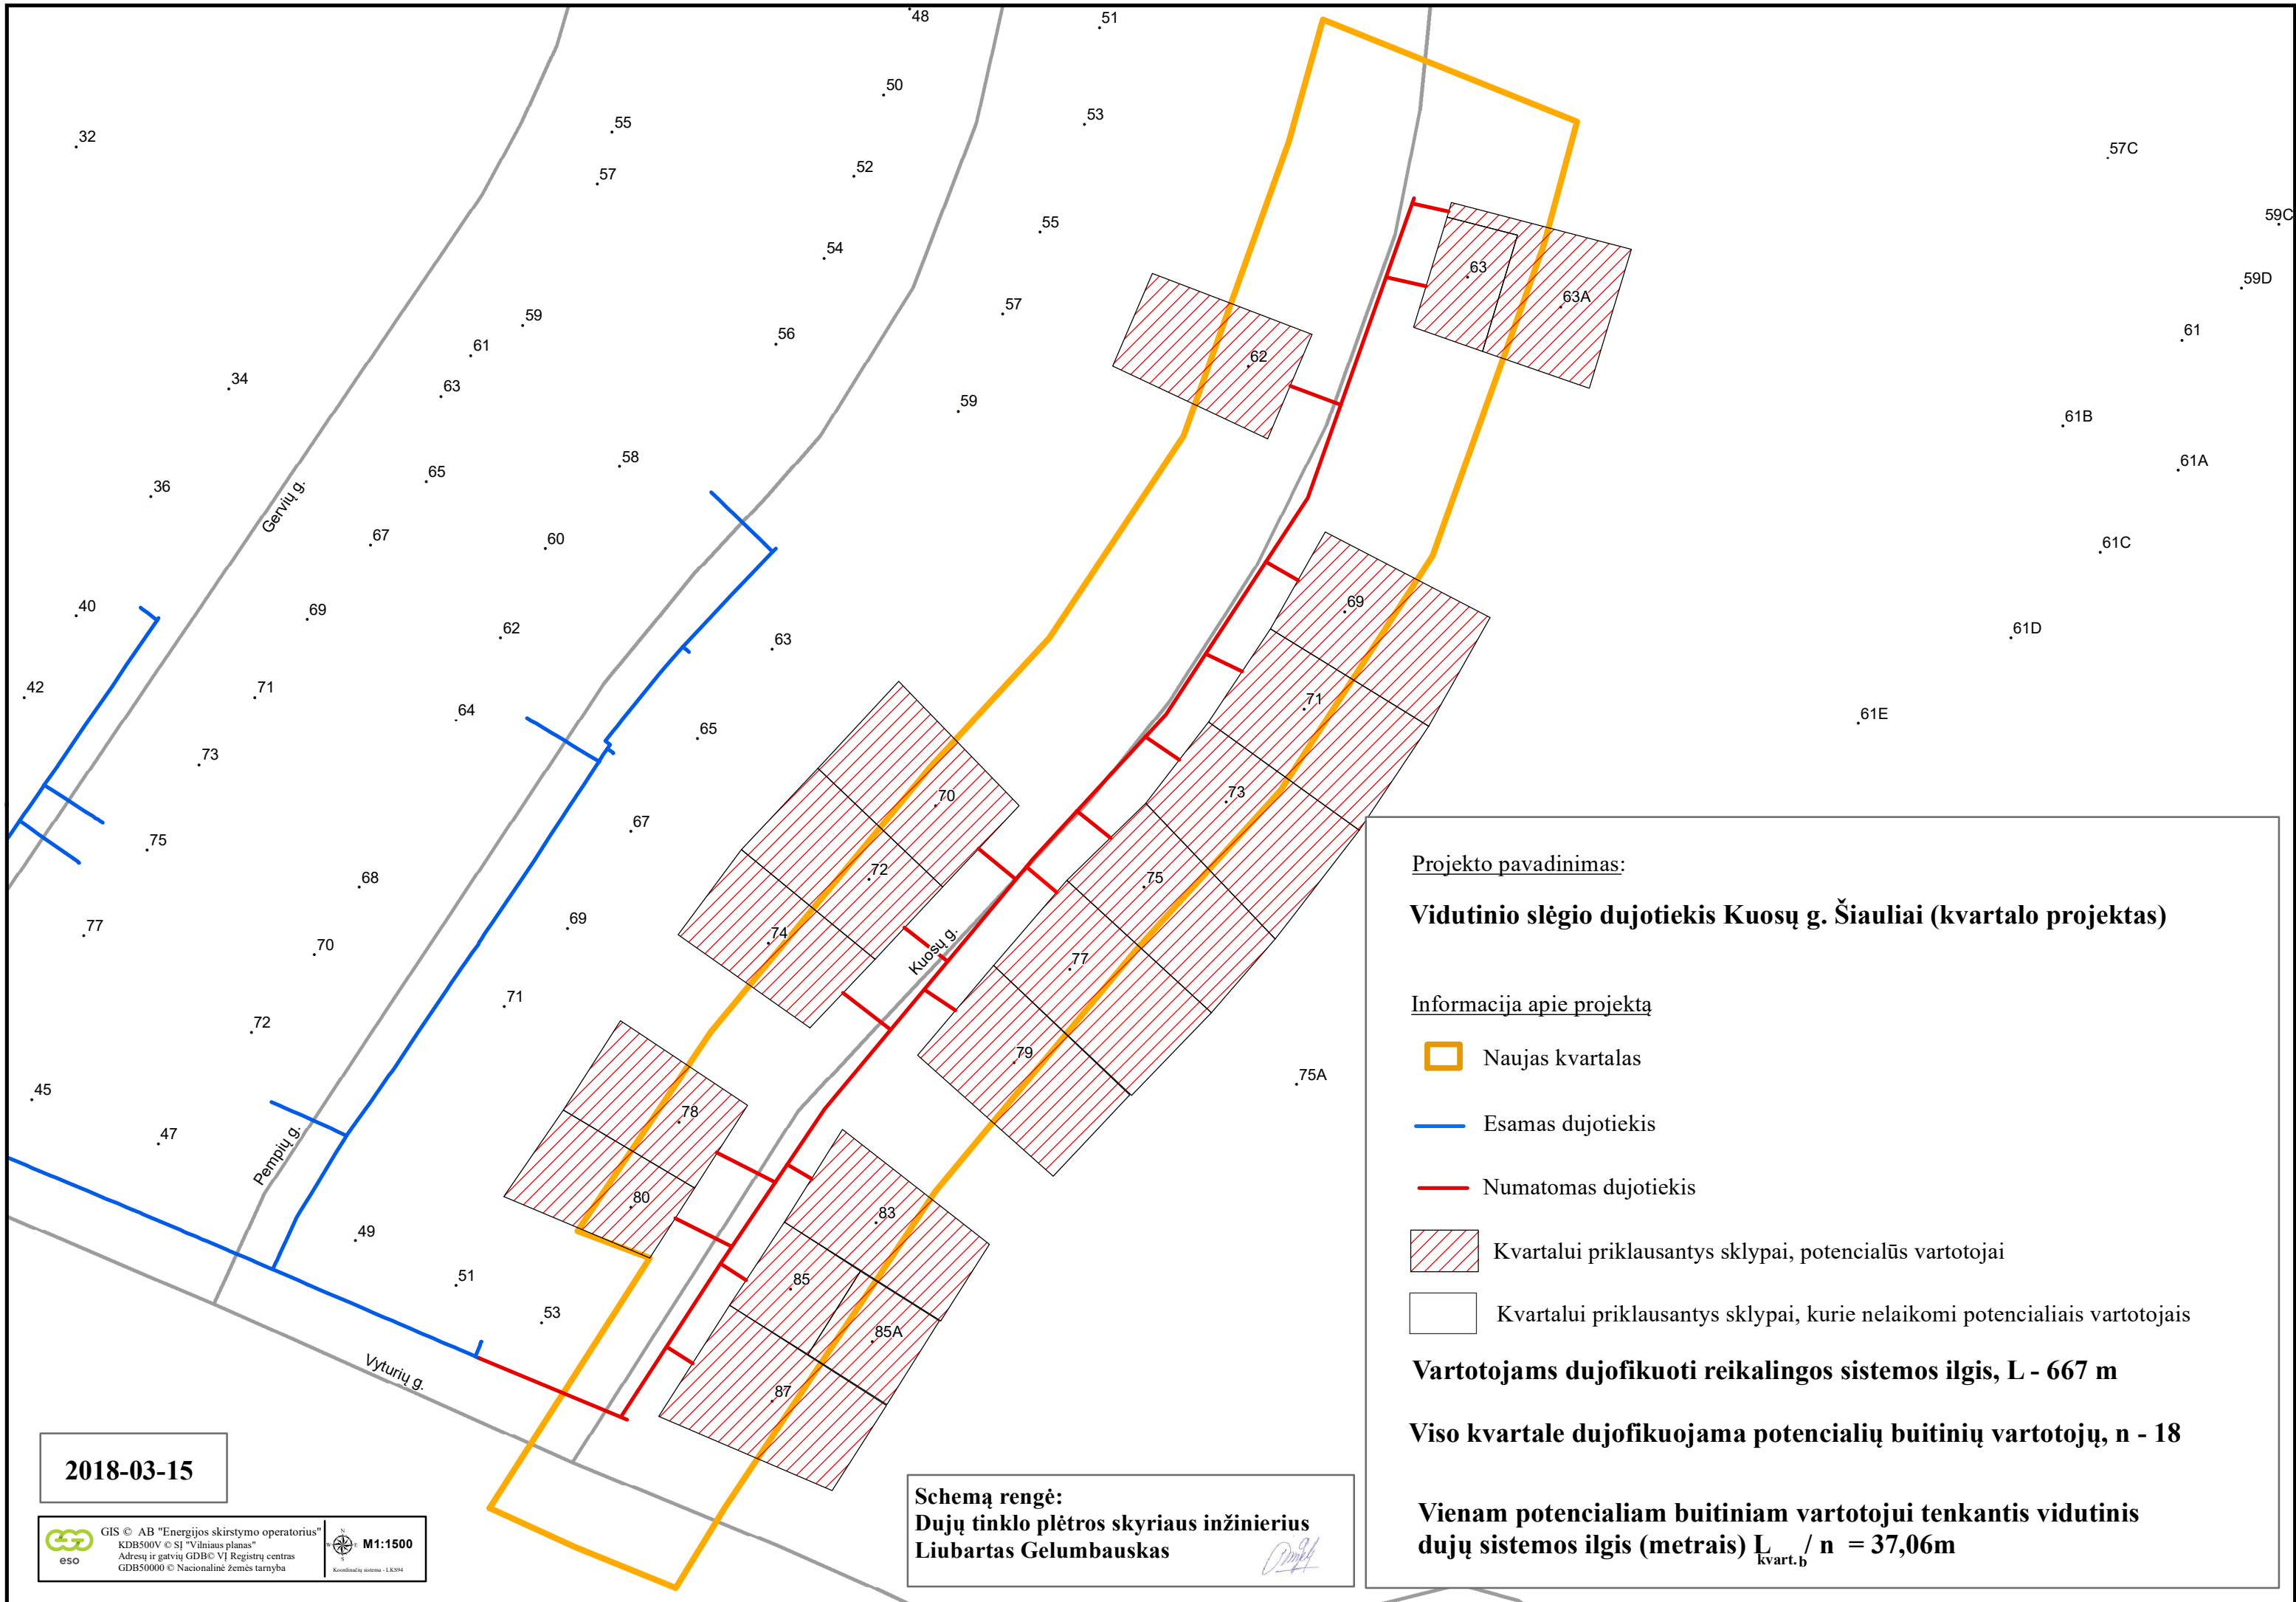 48
51
50
53
32
55
57
52
57C
55
59C
54
63
59D
63A
57
59
61
56
61
62
34
63
59
61B
58
65
61A
36
Gervių g.
67
60
61C
40
69
69
62
63
61D
42
71
71
64
61E
65
73
73
70
67
75
72
68
75
69
77
74
70
Kuosų g.
77
71
72
79
75A
45
78
47
Pempių g.
80
83
49
51
85
53
85A
Vyturių g.
87
Projekto pavadinimas:
Vidutinio slėgio dujotiekis Kuosų g. Šiauliai (kvartalo projektas)
Informacija apie projektą
Naujas kvartalas
Esamas dujotiekis
Numatomas dujotiekis
Kvartalui priklausantys sklypai, potencialūs vartotojai
Kvartalui priklausantys sklypai, kurie nelaikomi potencialiais vartotojais
Vartotojams dujofikuoti reikalingos sistemos ilgis, L - 667 m
Viso kvartale dujofikuojama potencialių buitinių vartotojų, n - 18
Vienam potencialiam buitiniam vartotojui tenkantis vidutinis
dujų sistemos ilgis (metrais) L kvart.b / n = 37,06m
2018-03-15
eso
GIS © AB "Energijos skirstymo operatorius"
KDB500V © SĮ "Vilniaus planas"
Adresų ir gatvių GDB© VĮ Registrų centras
GDB50000 © Nacionalinė žemės tarnyba
N
W E
S
M1:1500
Koordinačių sistema - LKS94
Schemą rengė:
Dujų tinklo plėtros skyriaus inžinierius
Liubartas Gelumbauskas